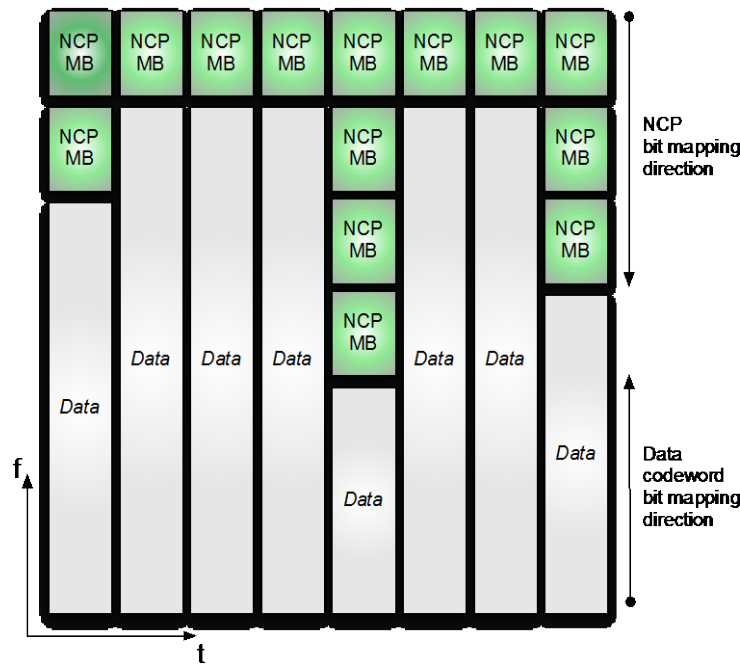 NCP NCP NCP NCP NCP NCP NCP NCP
MB MB MB MB MB MB MB MB
NCP
MB
NCP
MB
NCP
MB
NCP
bit mapping
direction
NCP
MB
NCP
MB
NCP
MB
Data
Data
Data
Data
Data
Data
Data
Data
Data
codeword
bit mapping
direction
f
t